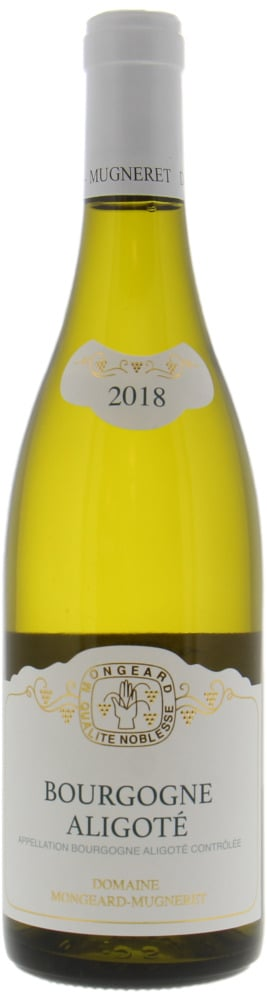 - MUGNERET D
2018
MONGEARD
QUALITE NOBLESSE
BOURGOGNE
ALIGOTÉ
APPELLATION BOURGOGNE ALIGOTÉ CONTRÔLÉE
DOMAINE
MONGEARD-MUGNERET